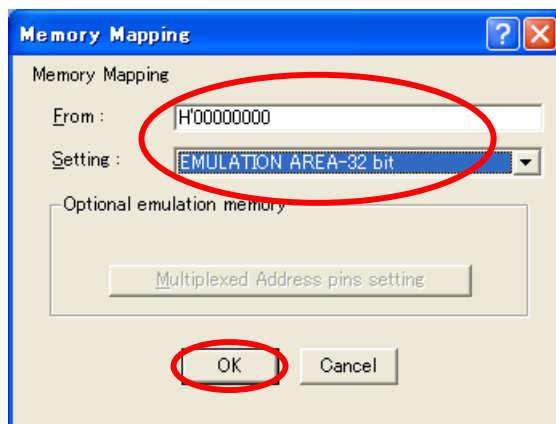 Memory Mapping
Memory Mapping
From :
H'00000000
Setting :
EMULATION AREA-32 bit
Optional emulation memory
Multiplexed Address pins setting
OK
Cancel